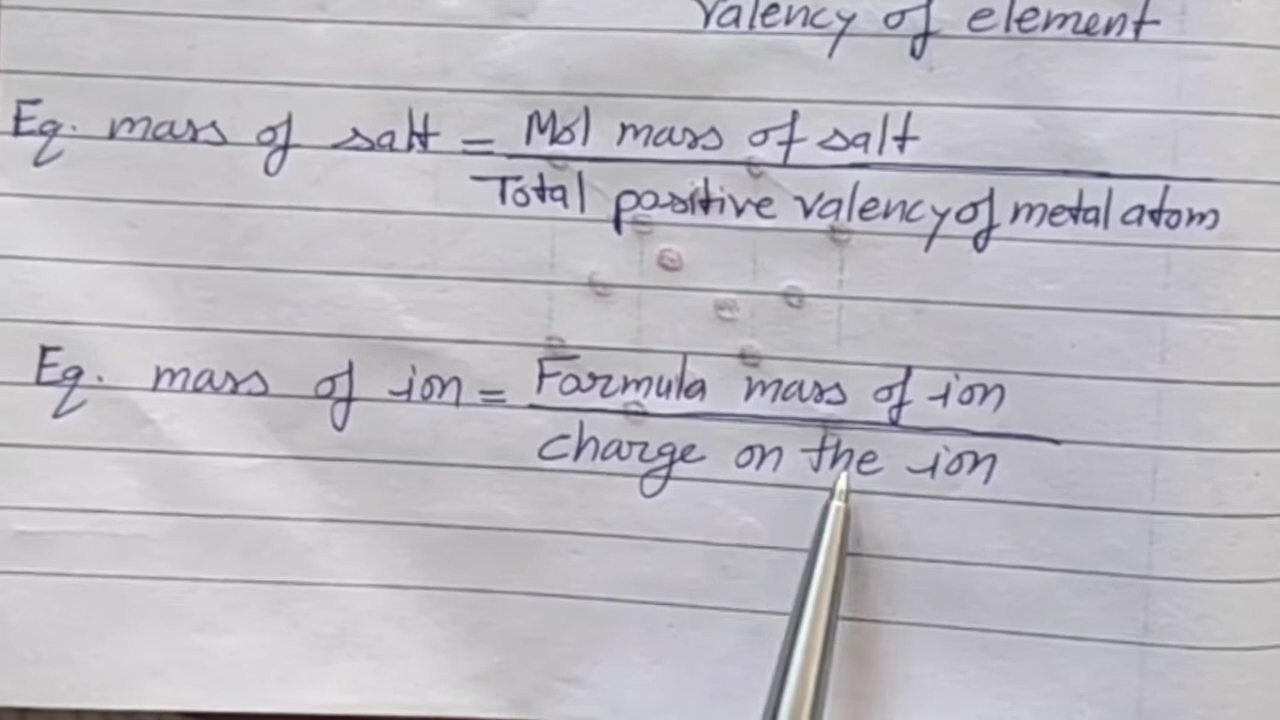 Valency of element
Eq. mass of salt = Mol mass of salt
Total positive valency of metal atom
Eq. mass of ion = Formula mass of ion
charge on the ion